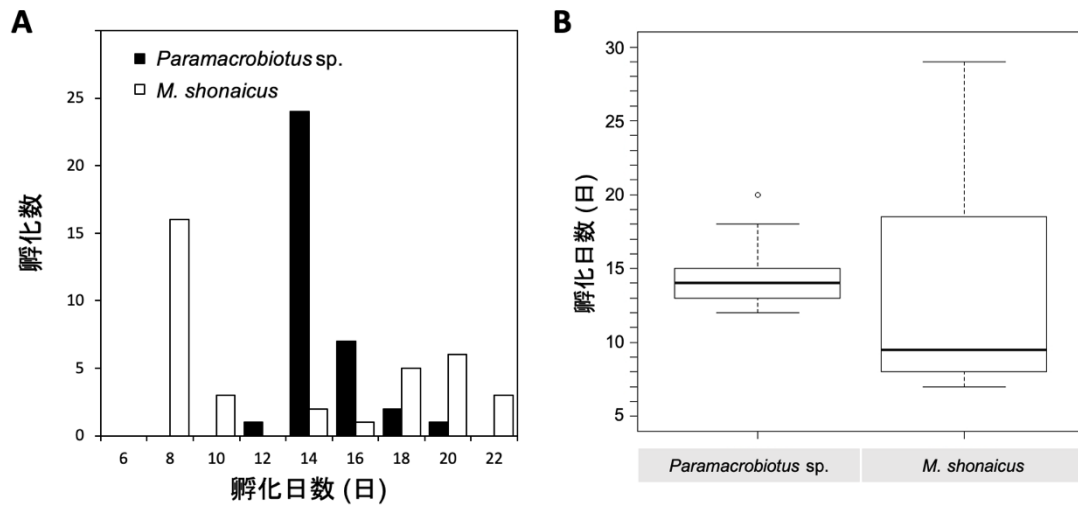 A
Paramacrobiotus sp.
M. shonaicus
孵化数
25
20
15
10
5
0
6 8 10 12 14 16 18 20 22
孵化日数 (日)
B
孵化日数 (日)
30
25
20
15
10
5
Paramacrobiotus sp.
M. shonaicus